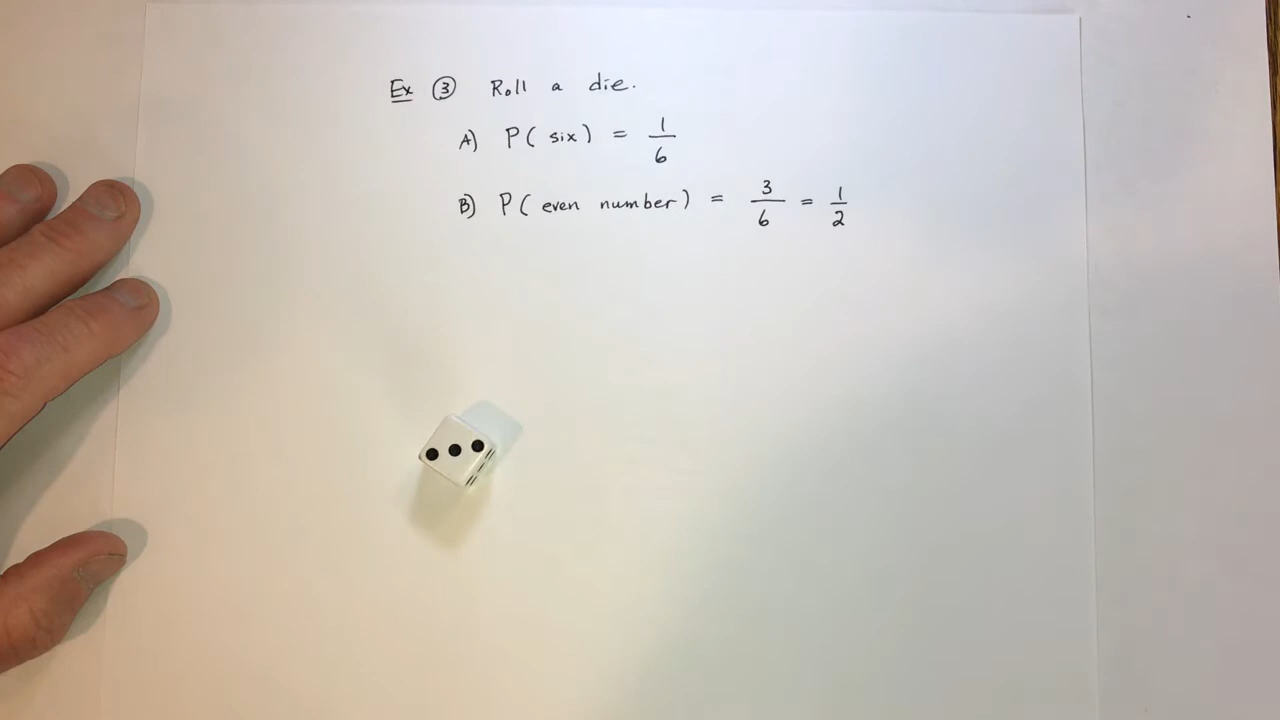 Ex ③ Roll a die.
A) P( six ) = 1/6
B) P( even number ) = 3/6 = 1/2